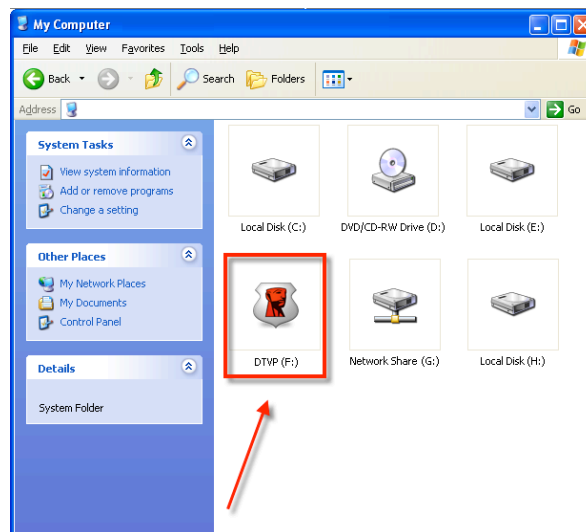 My Computer
File Edit View Favorites Tools Help
Back Search Folders
Address Go
System Tasks
View system information
Add or remove programs
Change a setting
Other Places
My Network Places
My Documents
Control Panel
Details
System Folder
Local Disk (C:) DVD/CD-RW Drive (D:) Local Disk (E:)
DTVP (F:) Network Share (G:) Local Disk (H:)